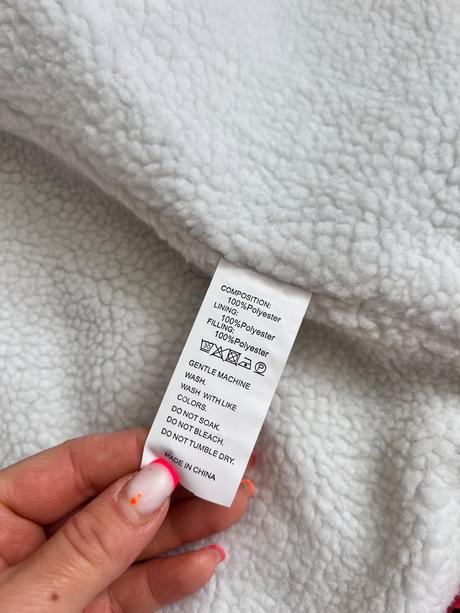 COMPOSITION:
100%Polyester
LINING:
100%Polyester
FILLING:
100%Polyester
30 P
GENTLE MACHINE
WASH.
WASH WITH LIKE
COLORS.
DO NOT SOAK.
DO NOT BLEACH.
DO NOT TUMBLE DRY.
MADE IN CHINA